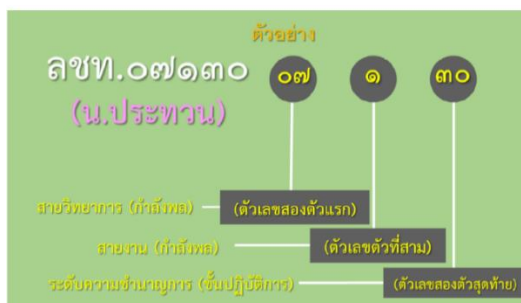 ตัวอย่าง
ลชท.๐๗๑๓๐ ๐๗ ๑ ๓๐
(น.ประทวน)
สายวิทยาการ (กำลังพล) (ตัวเลขสองตัวแรก)
สายงาน (กำลังพล) (ตัวเลขตัวที่สาม)
ระดับความชำนาญการ (ชั้นปฏิบัติการ) (ตัวเลขสองตัวสุดท้าย)